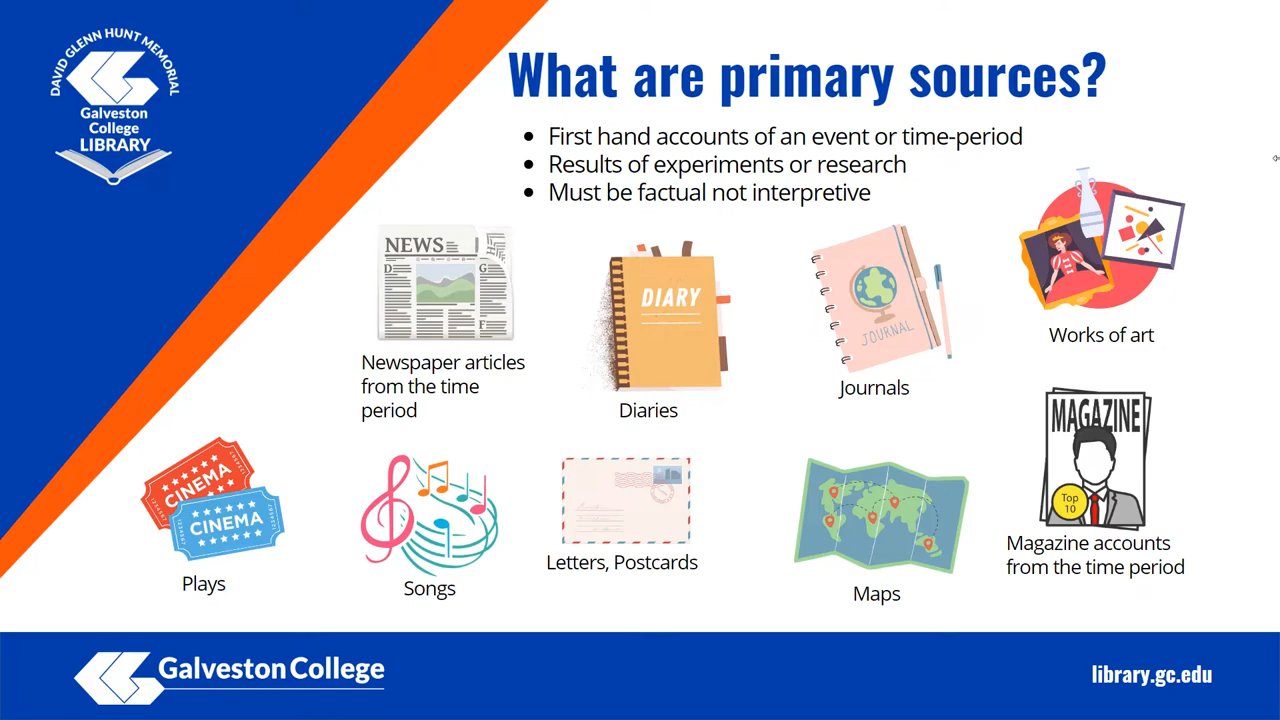 DAVID GLENN HUNT MEMORIAL
Galveston
College
LIBRARY
What are primary sources?
First hand accounts of an event or time-period
Results of experiments or research
Must be factual not interpretive
NEWS
D
G
F
Newspaper articles
from the time
period
DIARY
Diaries
JOURNAL
Journals
Works of art
CINEMA
CINEMA
Plays
Songs
Letters, Postcards
Maps
MAGAZINE
Top
10
Magazine accounts
from the time period
Galveston College
library.gc.edu